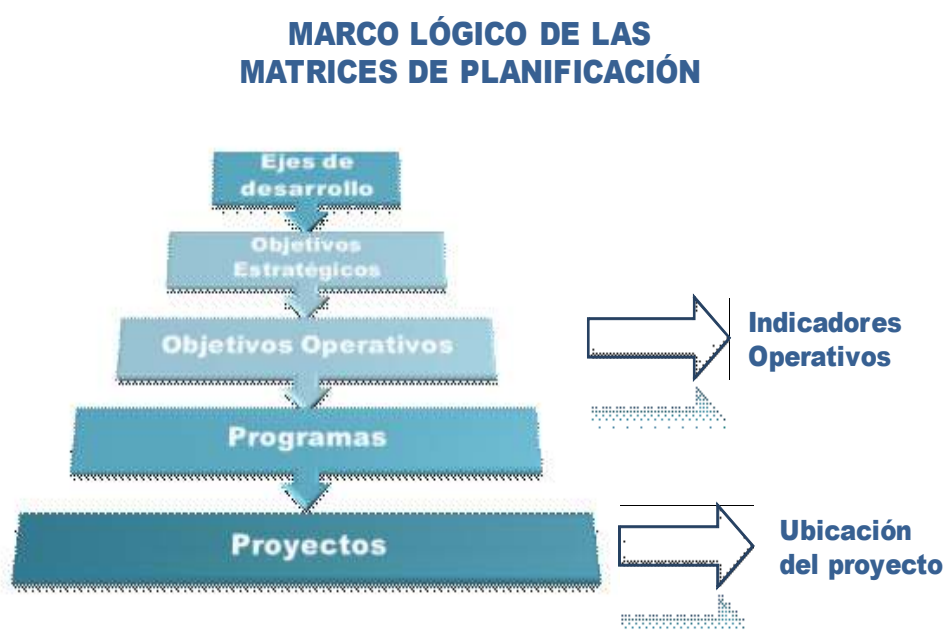 MARCO LÓGICO DE LAS
MATRICES DE PLANIFICACIÓN
Ejes de
desarrollo
Objetivos
Estratégicos
Objetivos Operativos
Indicadores
Operativos
Programas
Proyectos
Ubicación
del proyecto